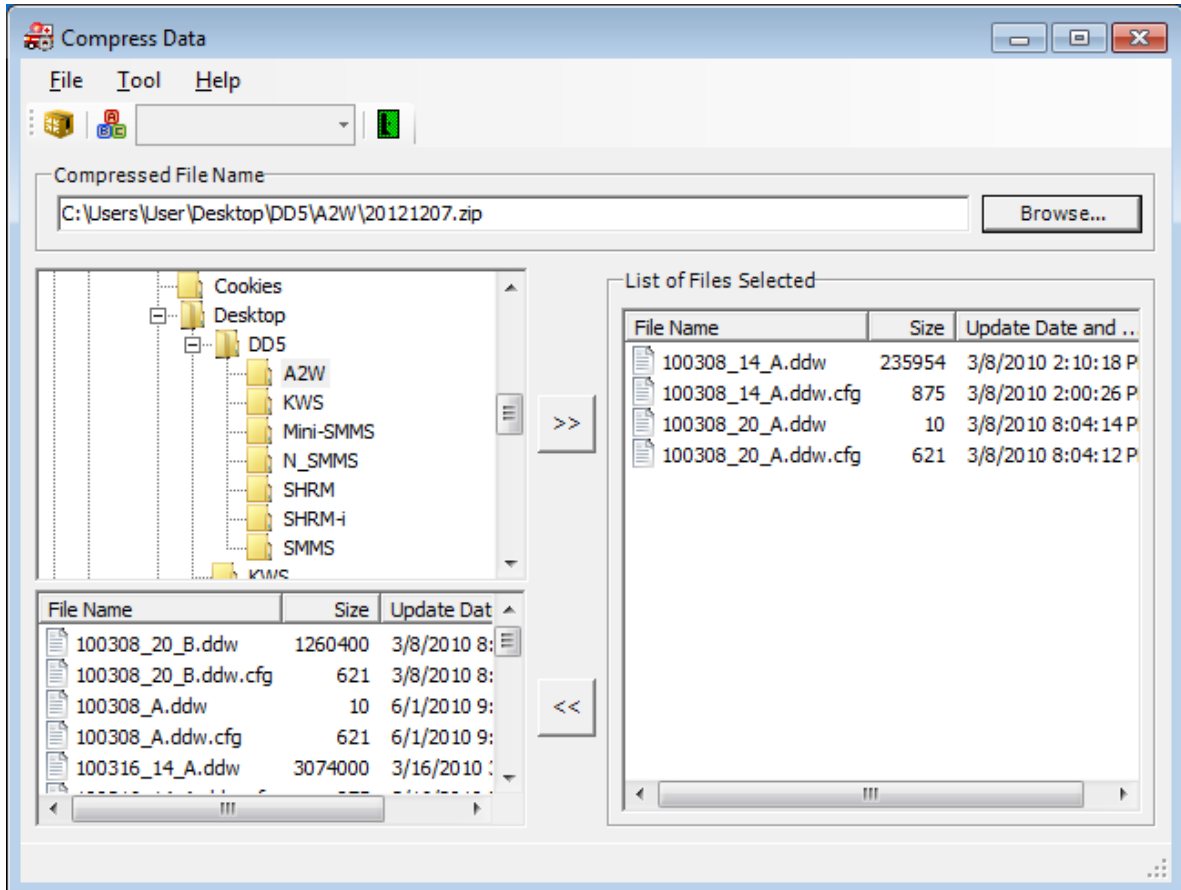 Compress Data
File Tool Help
Compressed File Name
C:\Users\User\Desktop\DD5\A2W\20121207.zip
Browse...
Cookies
Desktop
DD5
A2W
KWS
Mini-SMMS
N_SMMS
SHRM
SHRM-i
SMMS
KWS
File Name Size Update Dat
100308_20_B.ddw 1260400 3/8/2010 8:
100308_20_B.ddw.cfg 621 3/8/2010 8:
100308_A.ddw 10 6/1/2010 9:
100308_A.ddw.cfg 621 6/1/2010 9:
100316_14_A.ddw 3074000 3/16/2010
>>
<<
List of Files Selected
File Name Size Update Date and ...
100308_14_A.ddw 235954 3/8/2010 2:10:18 P
100308_14_A.ddw.cfg 875 3/8/2010 2:00:26 P
100308_20_A.ddw 10 3/8/2010 8:04:14 P
100308_20_A.ddw.cfg 621 3/8/2010 8:04:12 P